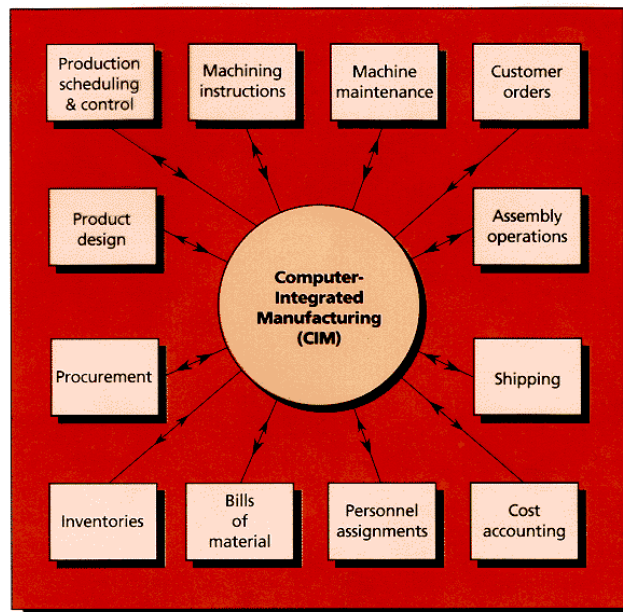 Production
scheduling
& control
Machining
instructions
Machine
maintenance
Customer
orders
Product
design
Computer-
Integrated
Manufacturing
(CIM)
Assembly
operations
Procurement
Shipping
Inventories
Bills
of
material
Personnel
assignments
Cost
accounting